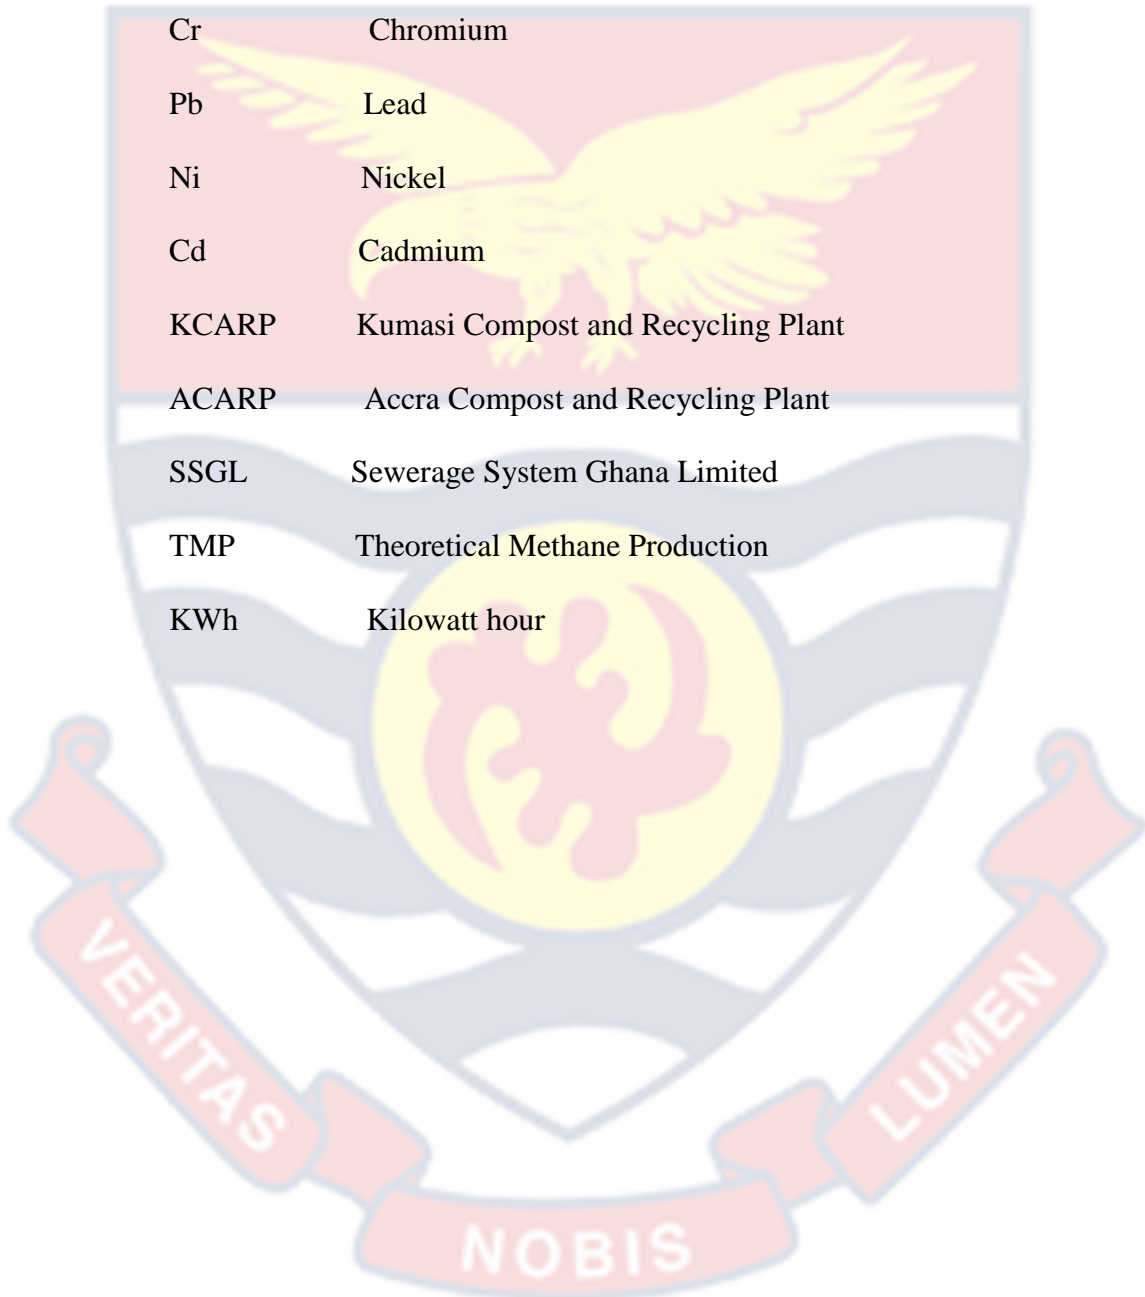 Cr Chromium
Pb Lead
Ni Nickel
Cd Cadmium
KCARP Kumasi Compost and Recycling Plant
ACARP Accra Compost and Recycling Plant
SSGL Sewerage System Ghana Limited
TMP Theoretical Methane Production
KWh Kilowatt hour
VERITAS
NOBIS
LUMEN